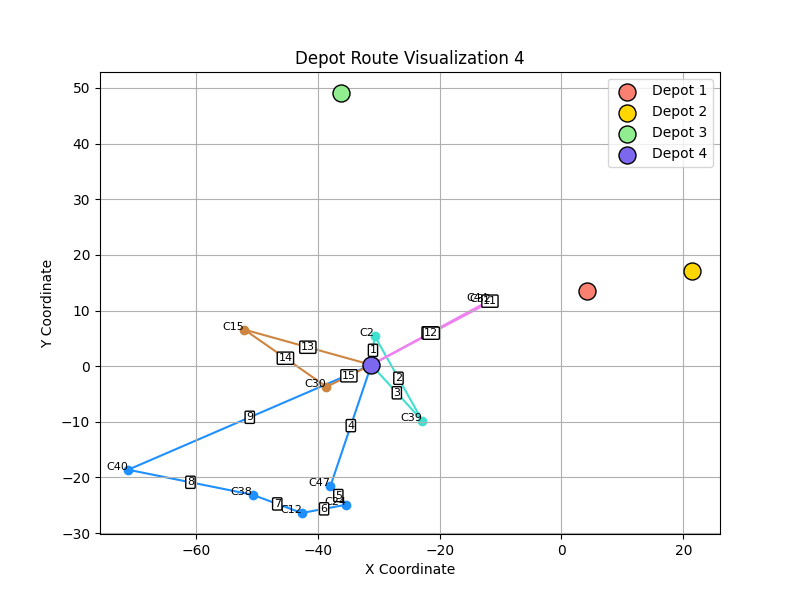 Depot Route Visualization 4
Depot 1
Depot 2
Depot 3
Depot 4
50
40
30
20
10
0
−10
−20
−30
−60
−40
−20
0
20
X Coordinate
Y Coordinate
C15
C2
C30
C39
C40
C38
C12
C47
1
2
3
4
5
6
7
8
9
11
12
13
14
15